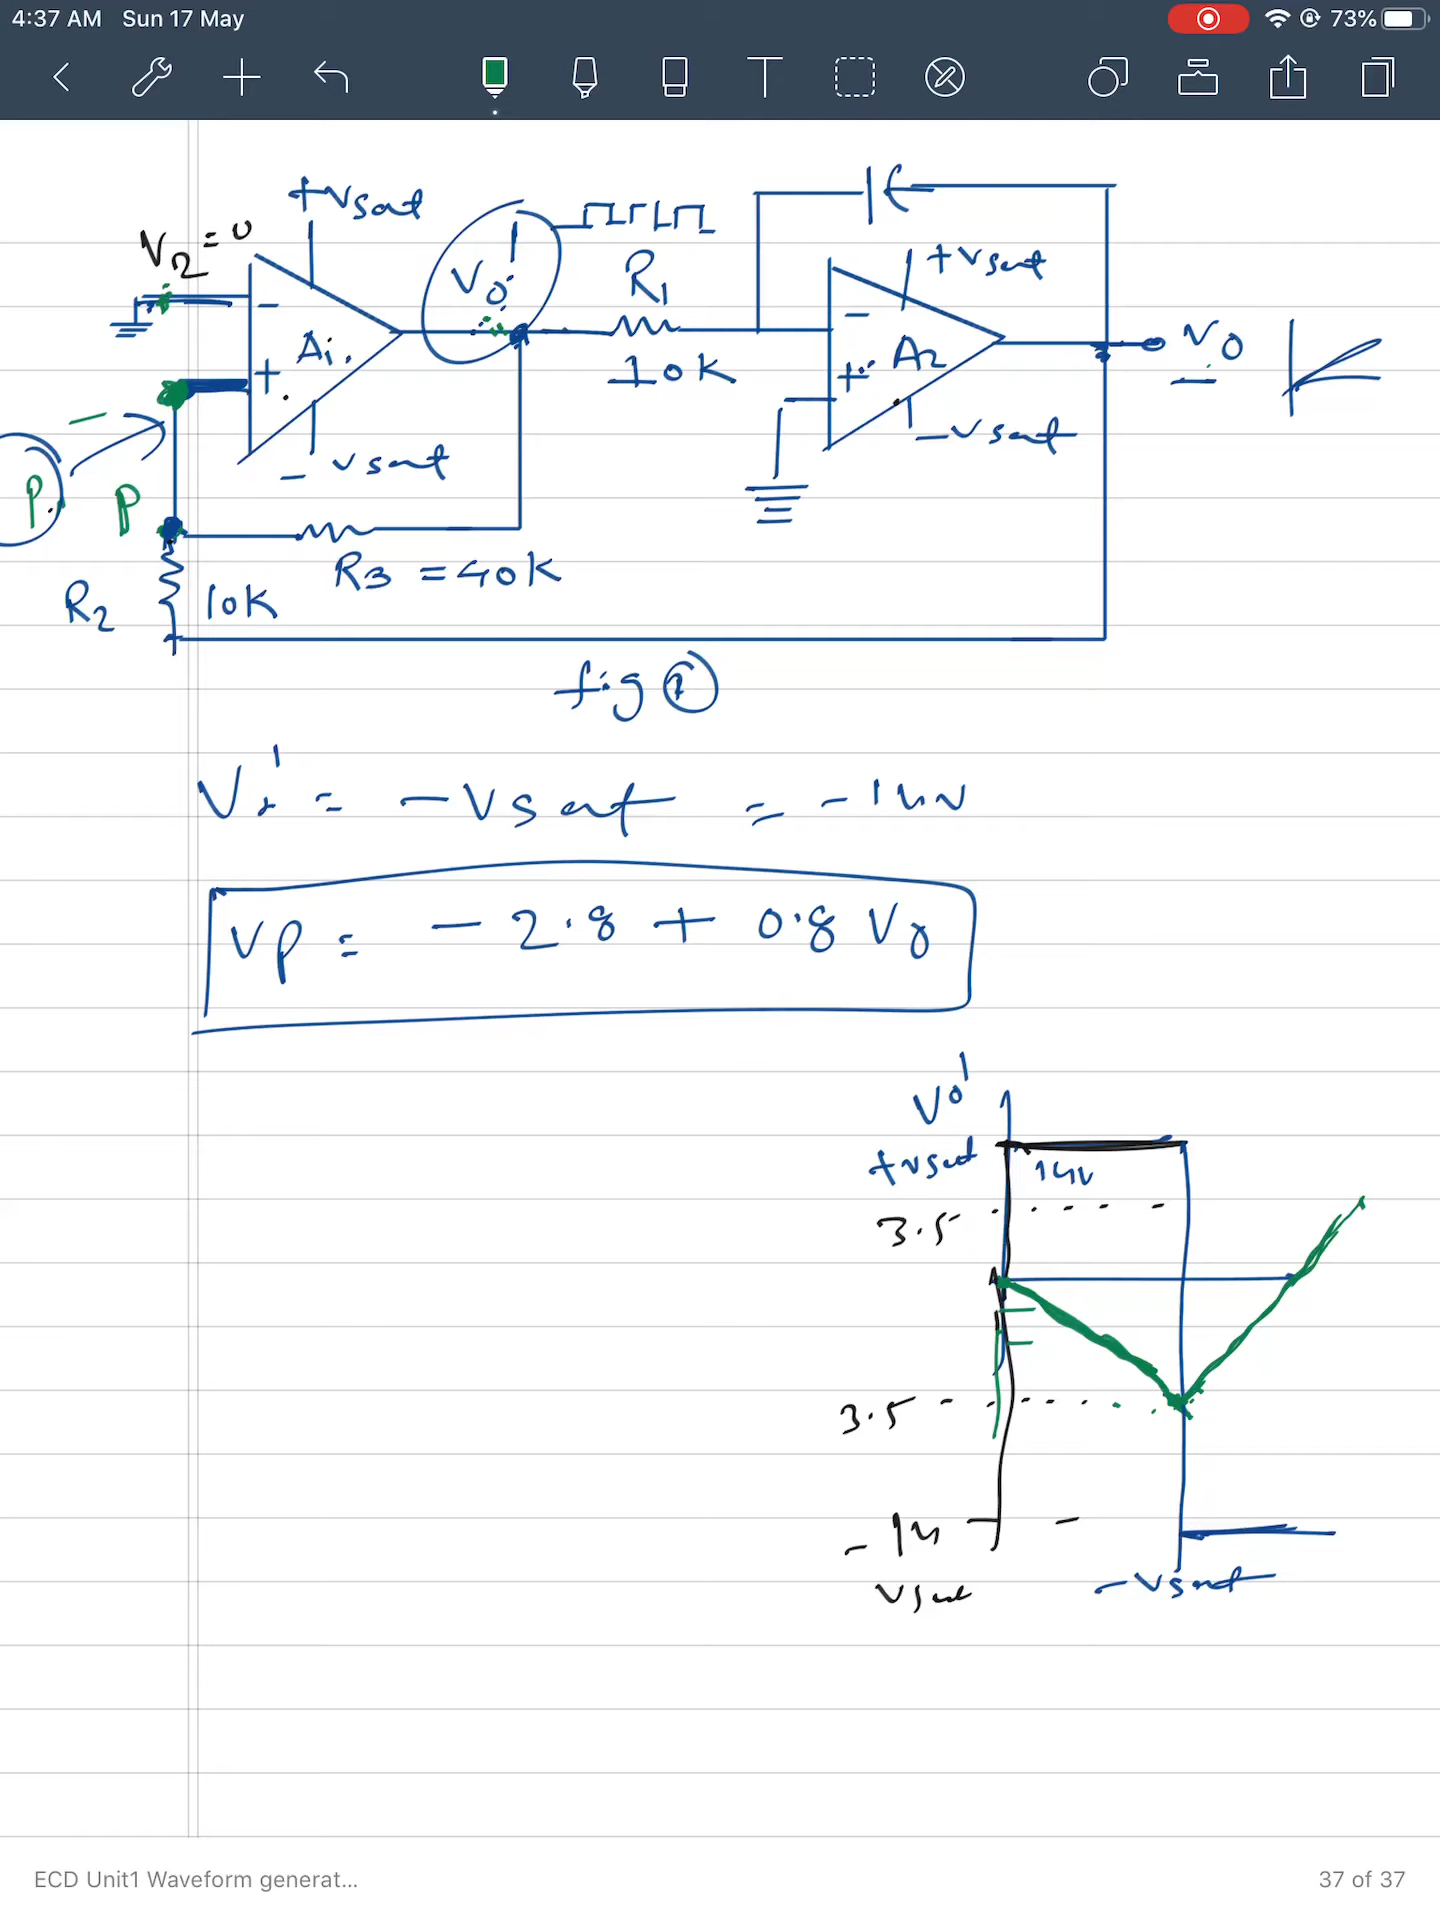 4:37 AM Sun 17 May
73%
T
+Vsat
V2 = 0
Vo'
R1
+Vsat
-
A1.
+
10K
-
A2
+
Vo
-
-Vsat
-Vsat
P
P
R3 = 40K
R2
10K
fig 1
Vo' = -Vsat = -14V
VP = -2.8 + 0.8 Vo
Vo'
+Vsat
14V
3.5
3.5
-14
Vsat
-Vsat
ECD Unit1 Waveform generat...
37 of 37